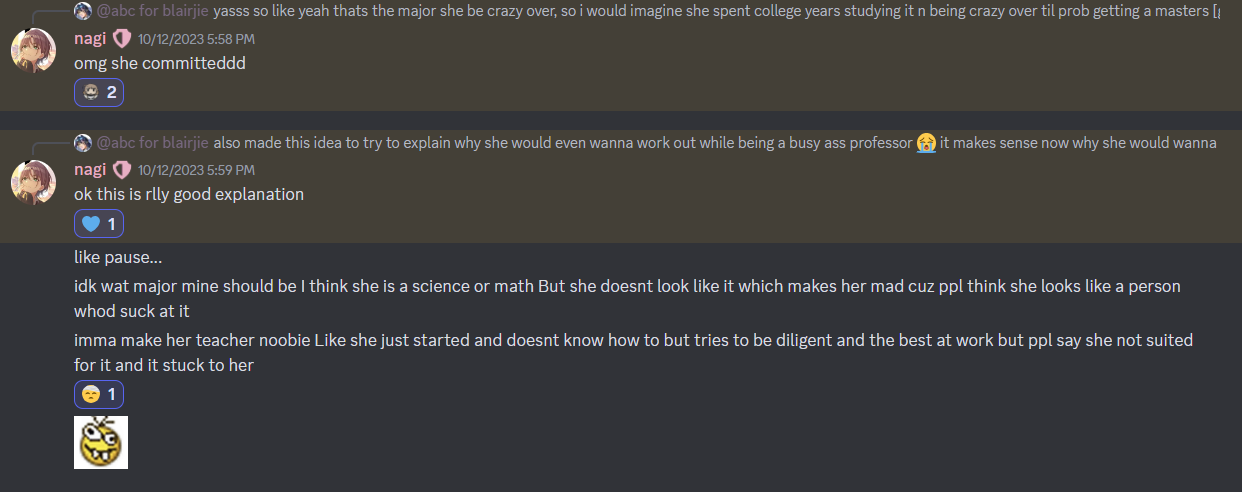 @abc for blairjie yasss so like yeah thats the major she be crazy over, so i would imagine she spent college years studying it n being crazy over til prob getting a masters [
nagi 10/12/2023 5:58 PM
omg she committeddd
2
@abc for blairjie also made this idea to try to explain why she would even wanna work out while being a busy ass professor 😭 it makes sense now why she would wanna
nagi 10/12/2023 5:59 PM
ok this is rlly good explanation
1
like pause...
idk wat major mine should be I think she is a science or math But she doesnt look like it which makes her mad cuz ppl think she looks like a person
whod suck at it
imma make her teacher noobie Like she just started and doesnt know how to but tries to be diligent and the best at work but ppl say she not suited
for it and it stuck to her
1